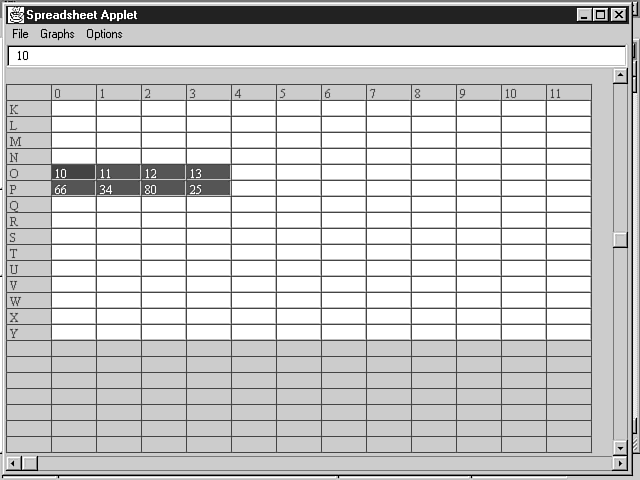 Spreadsheet Applet
File Graphs Options
10
0 1 2 3 4 5 6 7 8 9 10 11
K
L
M
N
O 10 11 12 13
P 66 34 80 25
Q
R
S
T
U
V
W
X
Y